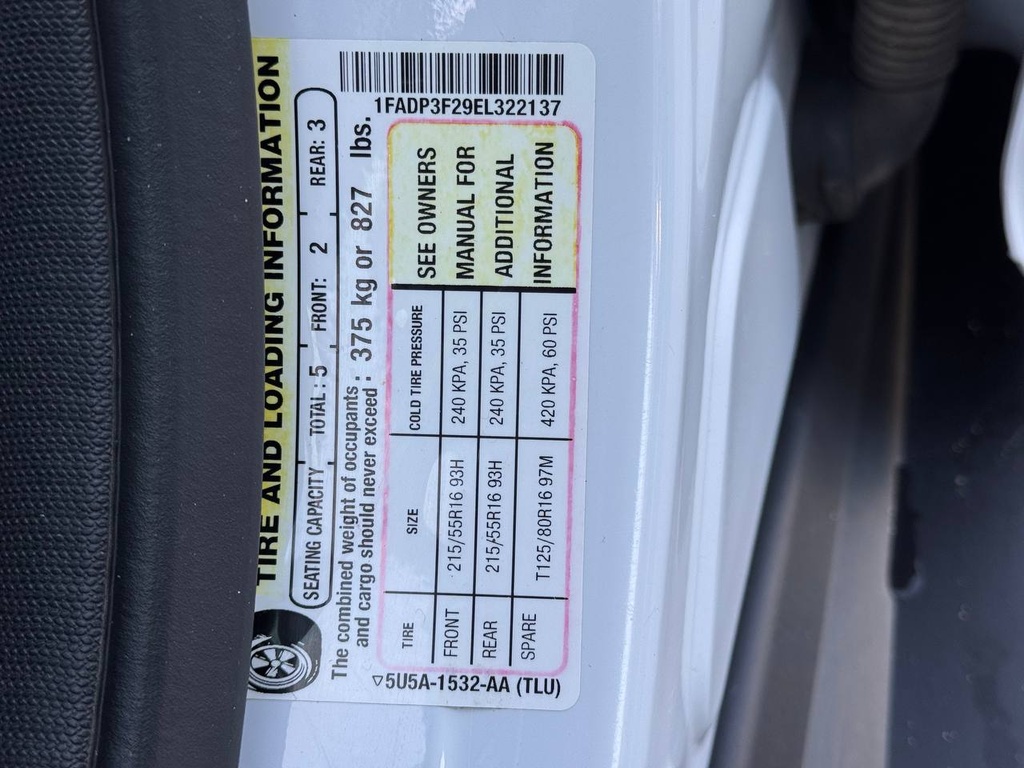 TIRE AND LOADING INFORMATION
SEATING CAPACITY TOTAL : 5 FRONT: 2 REAR: 3
The combined weight of occupants
and cargo should never exceed : 375 kg or 827 lbs.
TIRE SIZE COLD TIRE PRESSURE
FRONT 215/55R16 93H 240 KPA, 35 PSI
REAR 215/55R16 93H 240 KPA, 35 PSI
SPARE T125/80R16 97M 420 KPA, 60 PSI
SEE OWNERS
MANUAL FOR
ADDITIONAL
INFORMATION
5U5A-1532-AA (TLU)
1FADP3F29EL322137